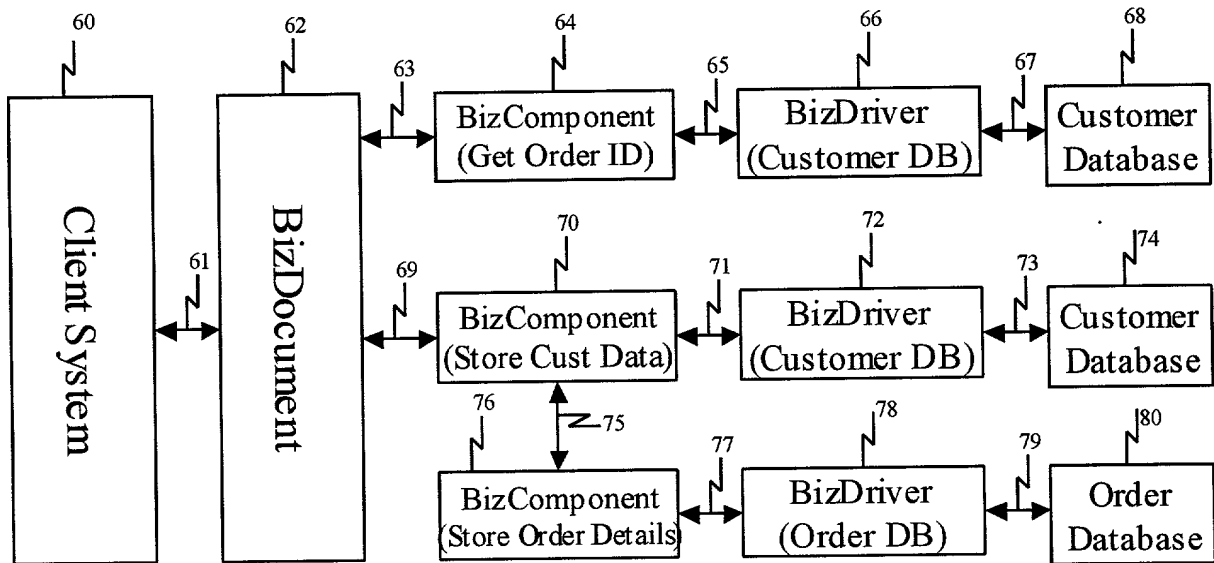 60
62
64
66
68
63
65
67
BizComponent
(Get Order ID)
BizDriver
(Customer DB)
Customer
Database
Client System
61
BizDocument
70
72
74
69
71
73
BizComponent
(Store Cust Data)
BizDriver
(Customer DB)
Customer
Database
76
75
78
80
77
79
BizComponent
(Store Order Details)
BizDriver
(Order DB)
Order
Database